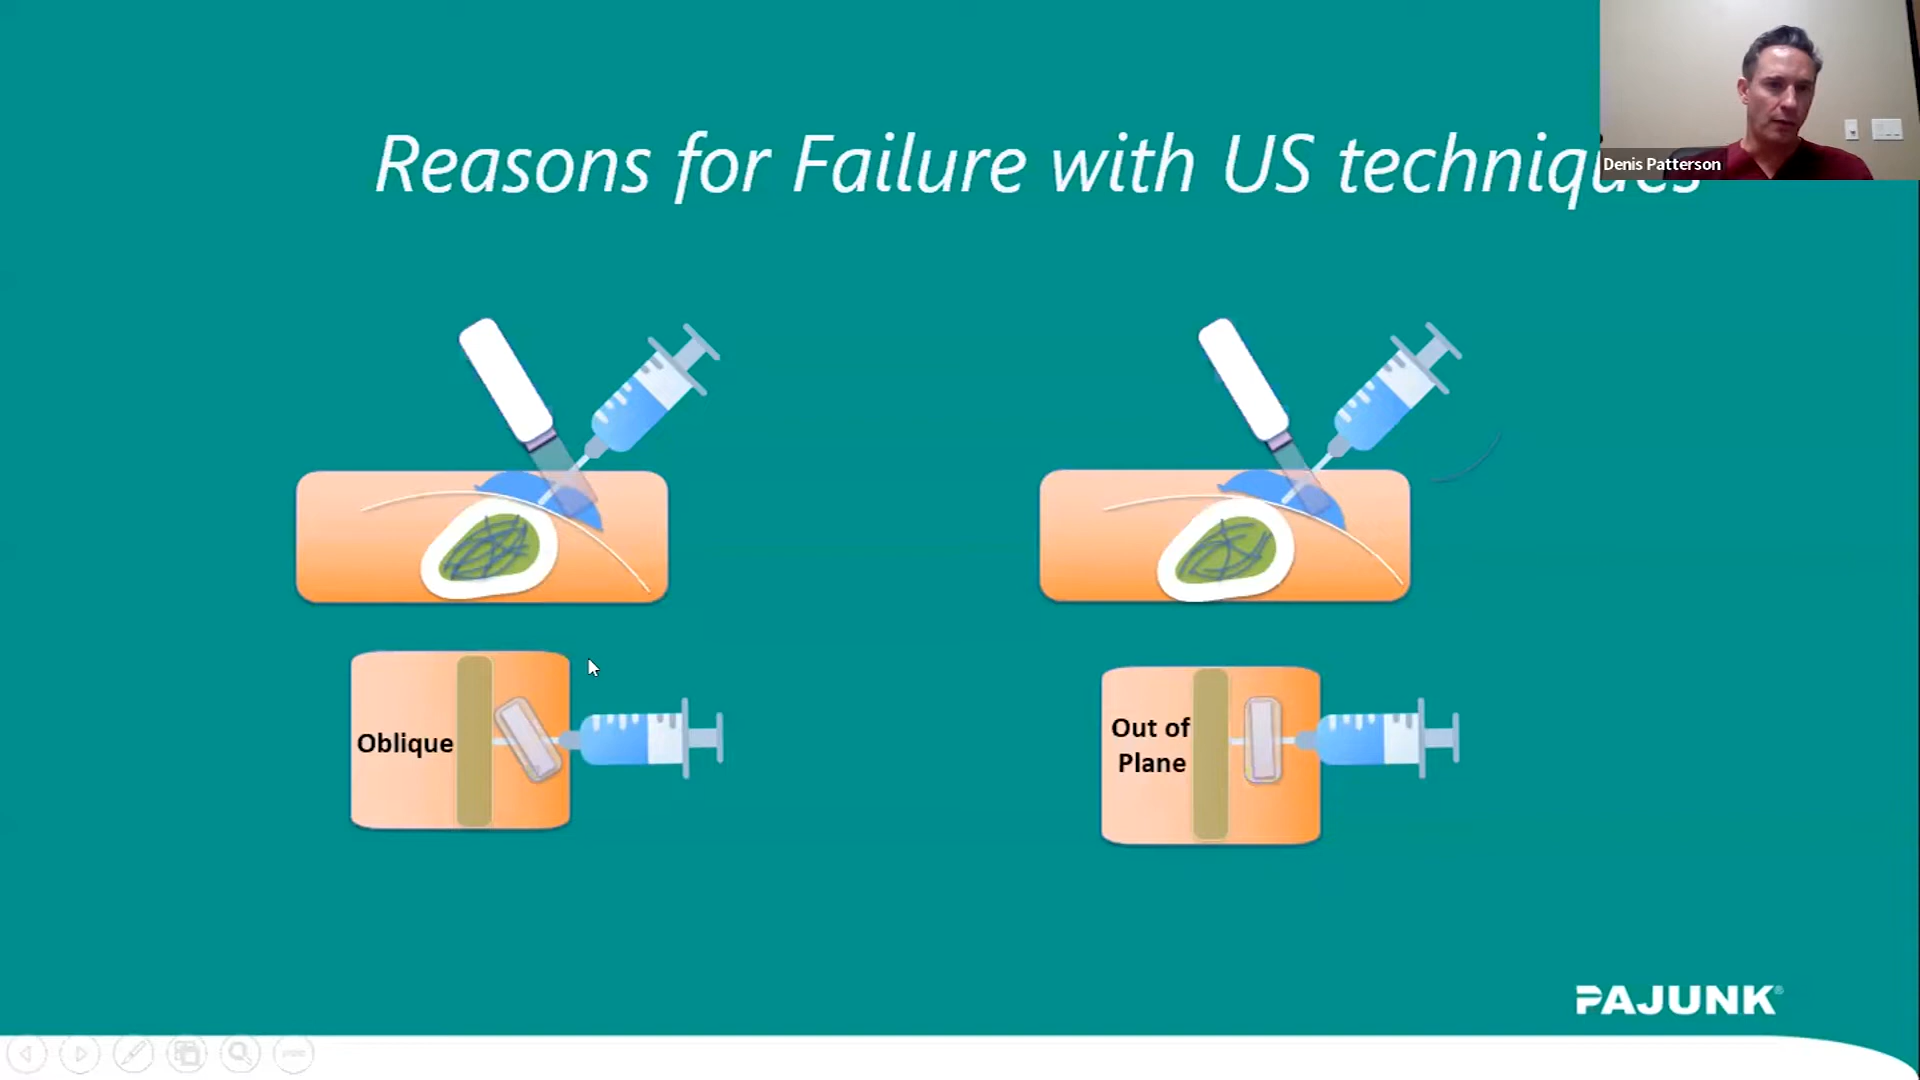 Reasons for Failure with US techniques
Denis Patterson
Oblique
Out of
Plane
PAJUNK®